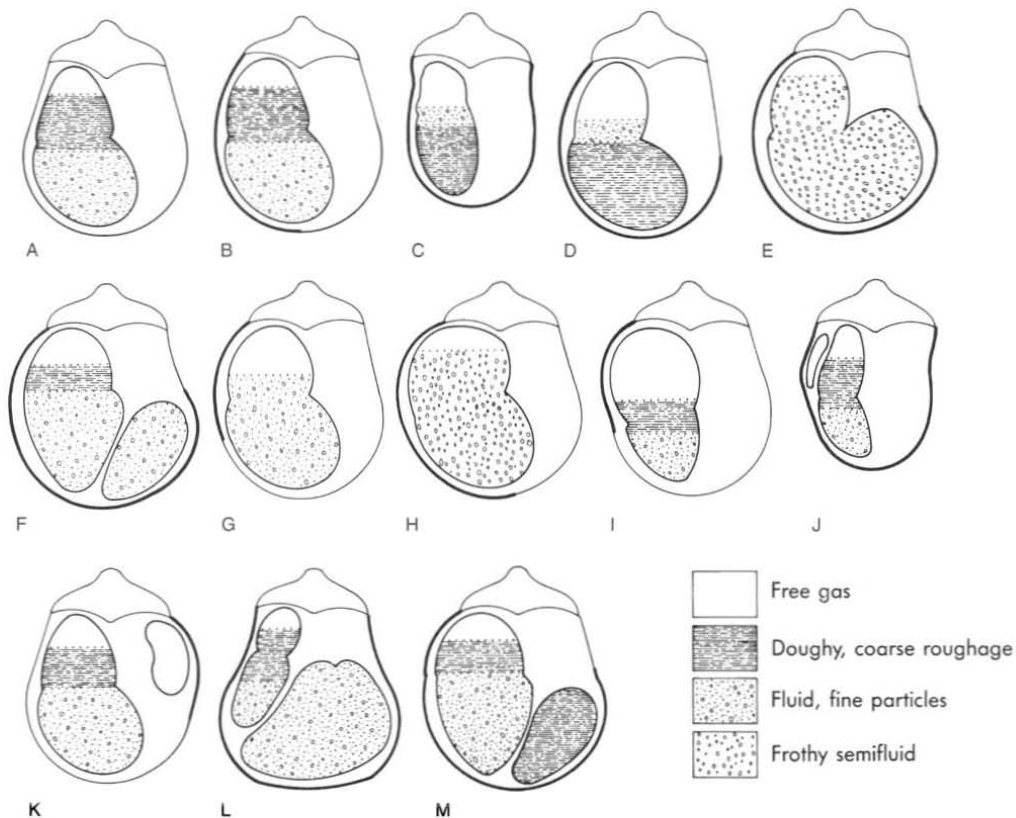 A
B
C
D
E
F
G
H
I
J
K
L
M
Free gas
Doughy, coarse roughage
Fluid, fine particles
Frothy semifluid